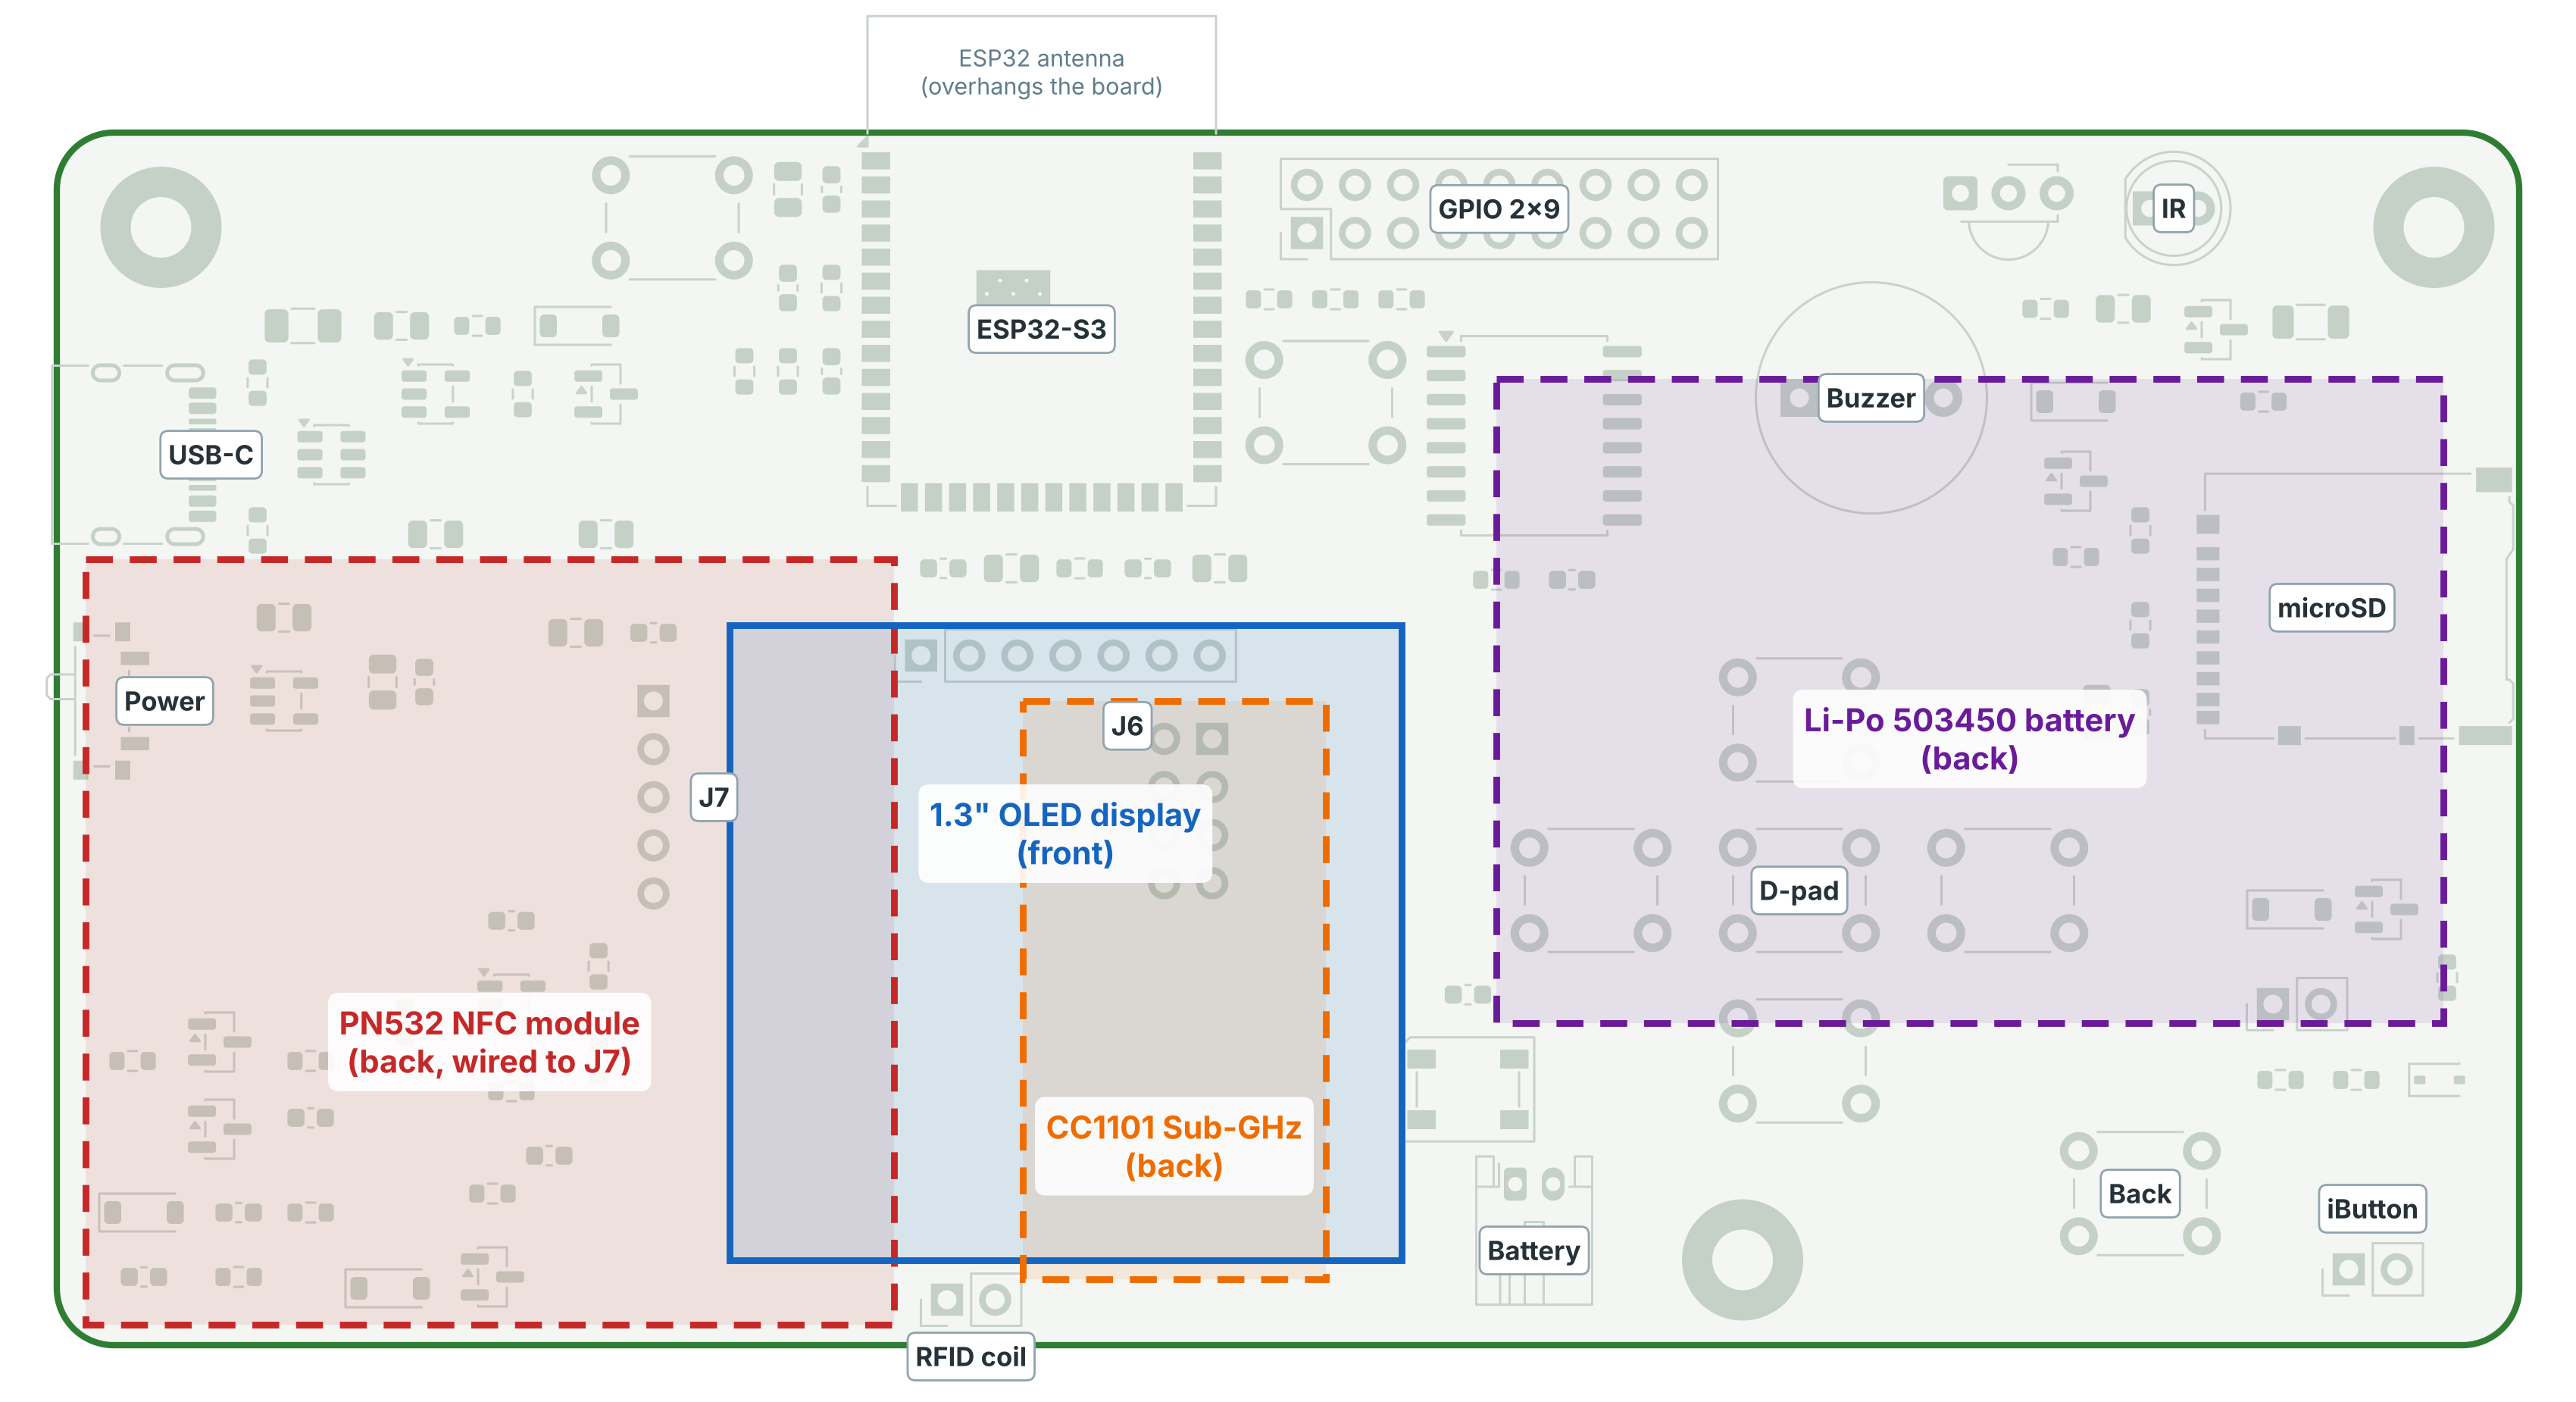 ESP32 antenna
(overhangs the board)
GPIO 2×9
IR
ESP32-S3
Buzzer
USB-C
microSD
Power
J6
Li-Po 503450 battery
(back)
J7
1.3" OLED display
(front)
D-pad
PN532 NFC module
(back, wired to J7)
CC1101 Sub-GHz
(back)
Back
iButton
Battery
RFID coil